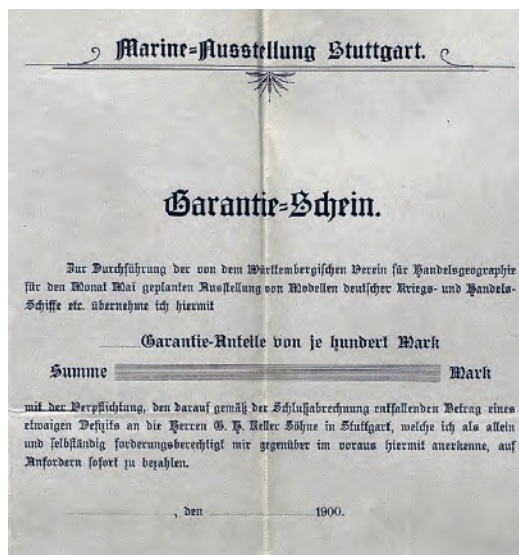 Marine-Ausstellung Stuttgart.
Garantie-Schein.
Zur Durchführung der von dem Württembergischen Verein für Handelsgeographie
für den Monat Mai geplanten Ausstellung von Modellen deutscher Kriegs- und Handels-
Schiffe etc. übernehme ich hiermit
Garantie-Anteile von je hundert Mark
Summe Mark
mit der Verpflichtung, den darauf gemäß der Schlußabrechnung entfallenden Betrag eines
etwaigen Defizits an die Herren G. H. Keller Söhne in Stuttgart, welche ich als allein
und selbständig forderungsberechtigt mir gegenüber im voraus hiermit anerkenne, auf
Anfordern sofort zu bezahlen.
, den 1900.